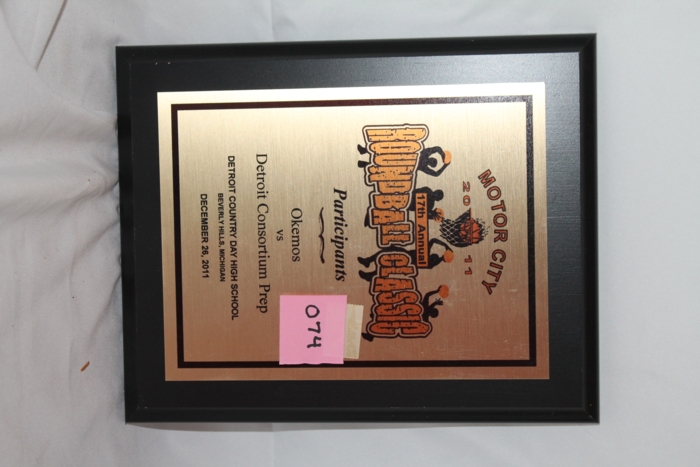 MOTOR CITY
20 11
17th Annual
ROUNDBALL CLASSIC
Participants
Okemos
vs
Detroit Consortium Prep
DETROIT COUNTRY DAY HIGH SCHOOL
BEVERLY HILLS, MICHIGAN
DECEMBER 26, 2011
074